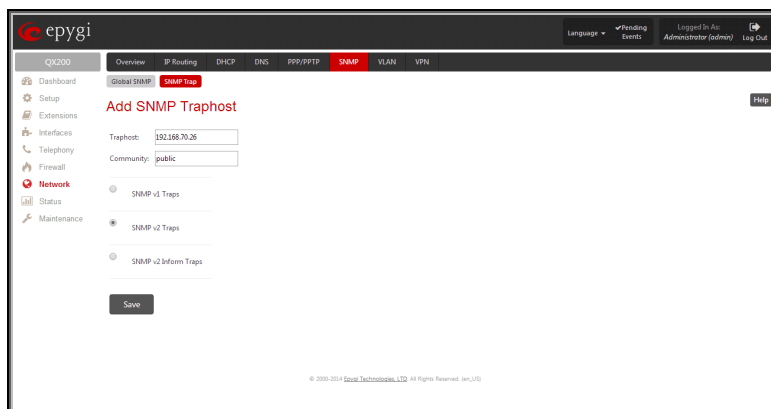 epygi
Language
Pending Events
Logged In As:
Administrator (admin)
Log Out
QX200
Overview IP Routing DHCP DNS PPP/PPTP SNMP VLAN VPN
Dashboard
Setup
Extensions
Interfaces
Telephony
Firewall
Network
Status
Maintenance
Global SNMP SNMP Trap
Help
Add SNMP Traphost
Traphost: 192.168.70.26
Community: public
SNMP v1 Traps
SNMP v2 Traps
SNMP v2 Inform Traps
Save
© 2000-2014 Epygi Technologies, LTD. All Rights Reserved. (en_US)